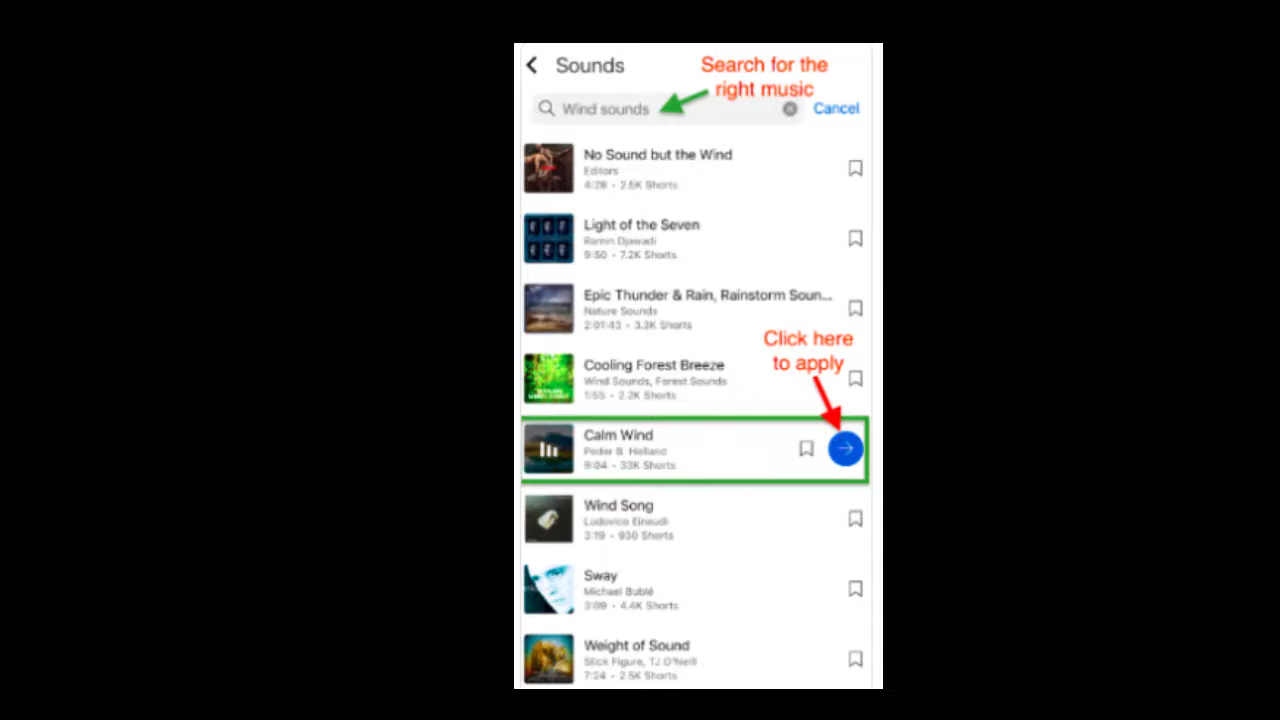 Sounds
Search for the
right music
Wind sounds
Cancel
No Sound but the Wind
Editors
4:28 • 2.5K Shorts
Light of the Seven
Ramin Djawadi
9:50 • 7.2K Shorts
Epic Thunder & Rain, Rainstorm Soun...
Nature Sounds
2:01:43 • 3.3K Shorts
Click here
to apply
Cooling Forest Breeze
Wind Sounds, Forest Sounds
1:55 • 2.2K Shorts
Calm Wind
Peder B. Helland
9:04 • 33K Shorts
Wind Song
Ludovico Einaudi
3:19 • 930 Shorts
Sway
Michael Bublé
3:09 • 4.4K Shorts
Weight of Sound
Stick Figure, TJ O'Neill
7:24 • 2.5K Shorts